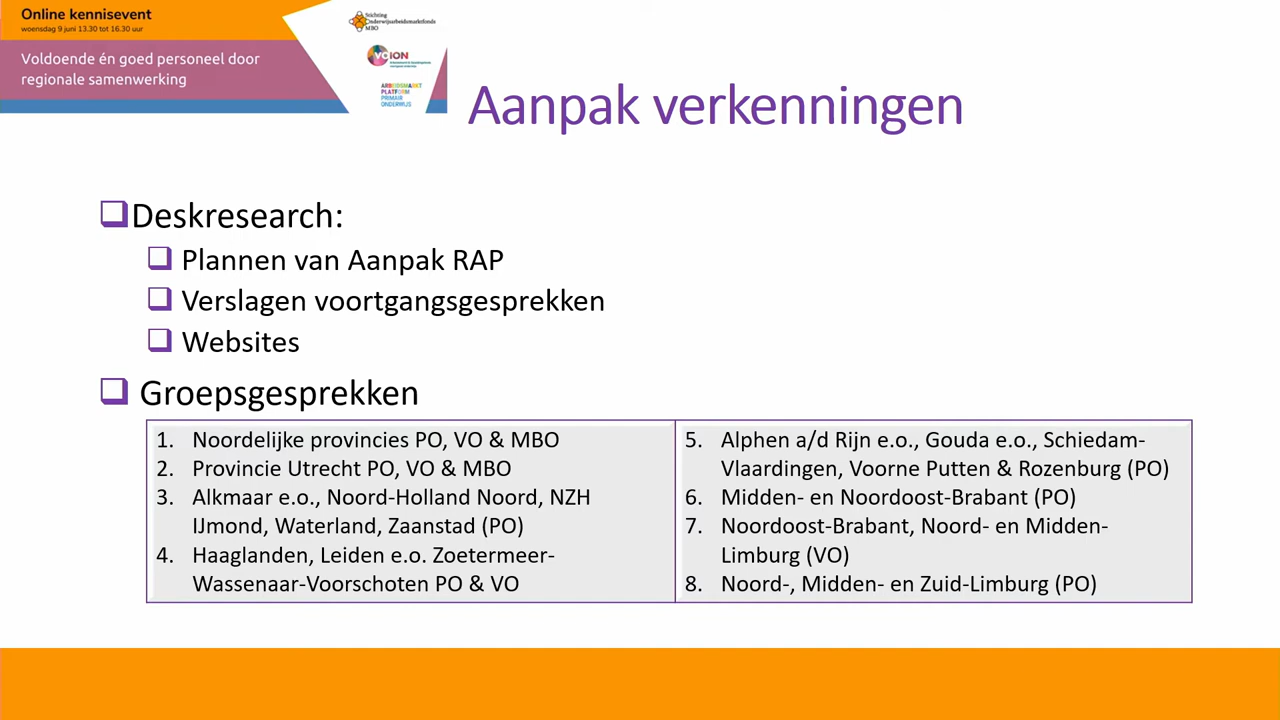 Online kennisevent
woensdag 9 juni 13.30 tot 16.30 uur
Voldoende én goed personeel door
regionale samenwerking
Stichting
Onderwijsarbeidsmarktfonds
MBO
VOION
ARBEIDSMARKT
PLATFORM
PRIMAIR
ONDERWIJS
Aanpak verkenningen
Deskresearch:
Plannen van Aanpak RAP
Verslagen voortgangsgesprekken
Websites
Groepsgesprekken
1. Noordelijke provincies PO, VO & MBO
2. Provincie Utrecht PO, VO & MBO
3. Alkmaar e.o., Noord-Holland Noord, NZH
IJmond, Waterland, Zaanstad (PO)
4. Haaglanden, Leiden e.o. Zoetermeer-
Wassenaar-Voorschoten PO & VO
5. Alphen a/d Rijn e.o., Gouda e.o., Schiedam-
Vlaardingen, Voorne Putten & Rozenburg (PO)
6. Midden- en Noordoost-Brabant (PO)
7. Noordoost-Brabant, Noord- en Midden-
Limburg (VO)
8. Noord-, Midden- en Zuid-Limburg (PO)